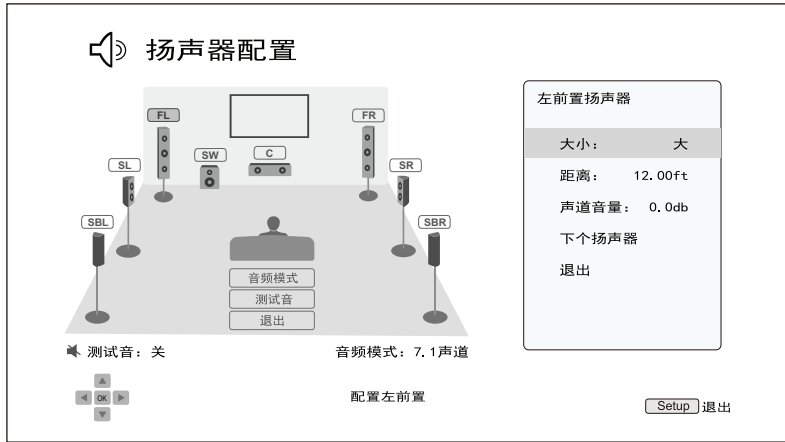 扬声器配置
FL
FR
SW
C
SL
SR
SBL
SBR
音频模式
测试音
退出
测试音：关
音频模式：7.1声道
OK
配置左前置
左前置扬声器
大小： 大
距离： 12.00ft
声道音量： 0.0db
下个扬声器
退出
Setup 退出